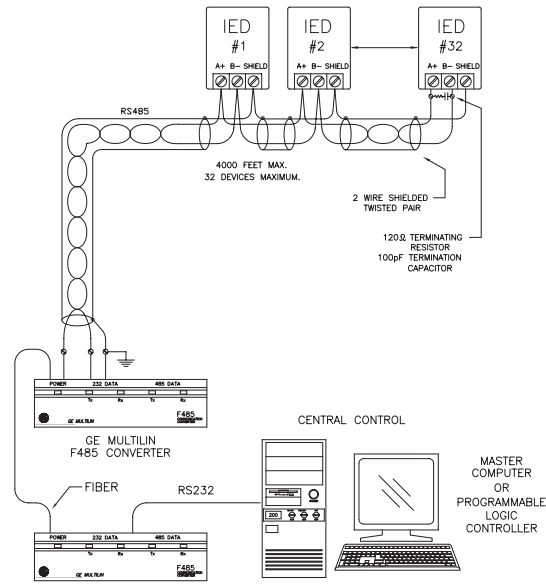 IED
#1
IED
#2
IED
#32
A+ B- SHIELD
A+ B- SHIELD
A+ B- SHIELD
RS485
4000 FEET MAX.
32 DEVICES MAXIMUM.
2 WIRE SHIELDED
TWISTED PAIR
120Ω TERMINATING
RESISTOR
100pF TERMINATION
CAPACITOR
POWER 232 DATA 485 DATA
Tx Rx Tx Rx
GE MULTILIN
F485
COMMUNICATION
CONVERTER
GE MULTILIN
F485 CONVERTER
FIBER
RS232
CENTRAL CONTROL
200
MASTER
COMPUTER
OR
PROGRAMMABLE
LOGIC
CONTROLLER
POWER 232 DATA 485 DATA
Tx Rx Tx Rx
GE MULTILIN
F485